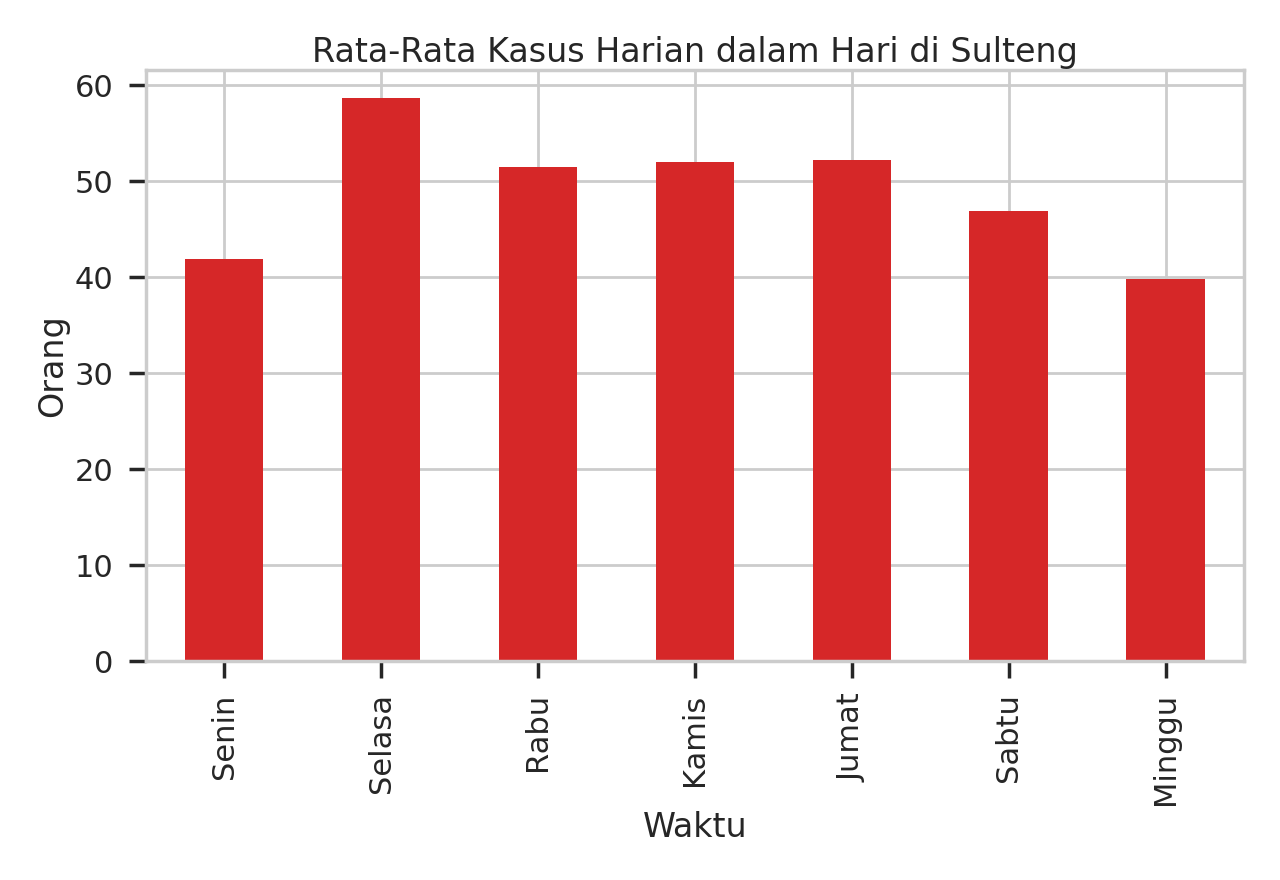 Rata-Rata Kasus Harian dalam Hari di Sulteng
60
50
40
30
20
10
0
Orang
Senin
Selasa
Rabu
Kamis
Jumat
Sabtu
Minggu
Waktu